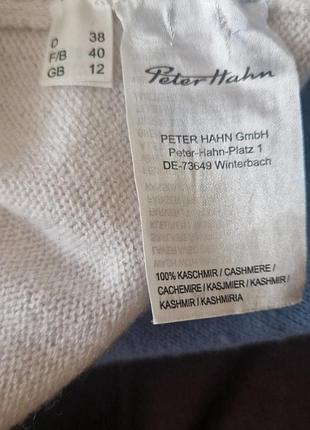 D 38
F/B 40
GB 12
Peter Hahn
PETER HAHN GmbH
Peter-Hahn-Platz 1
DE-73649 Winterbach
100% KASCHMIR / CASHMERE /
CACHEMIRE / KASJMIER / KASHMIR /
KASHMIR / KASHMIRIA